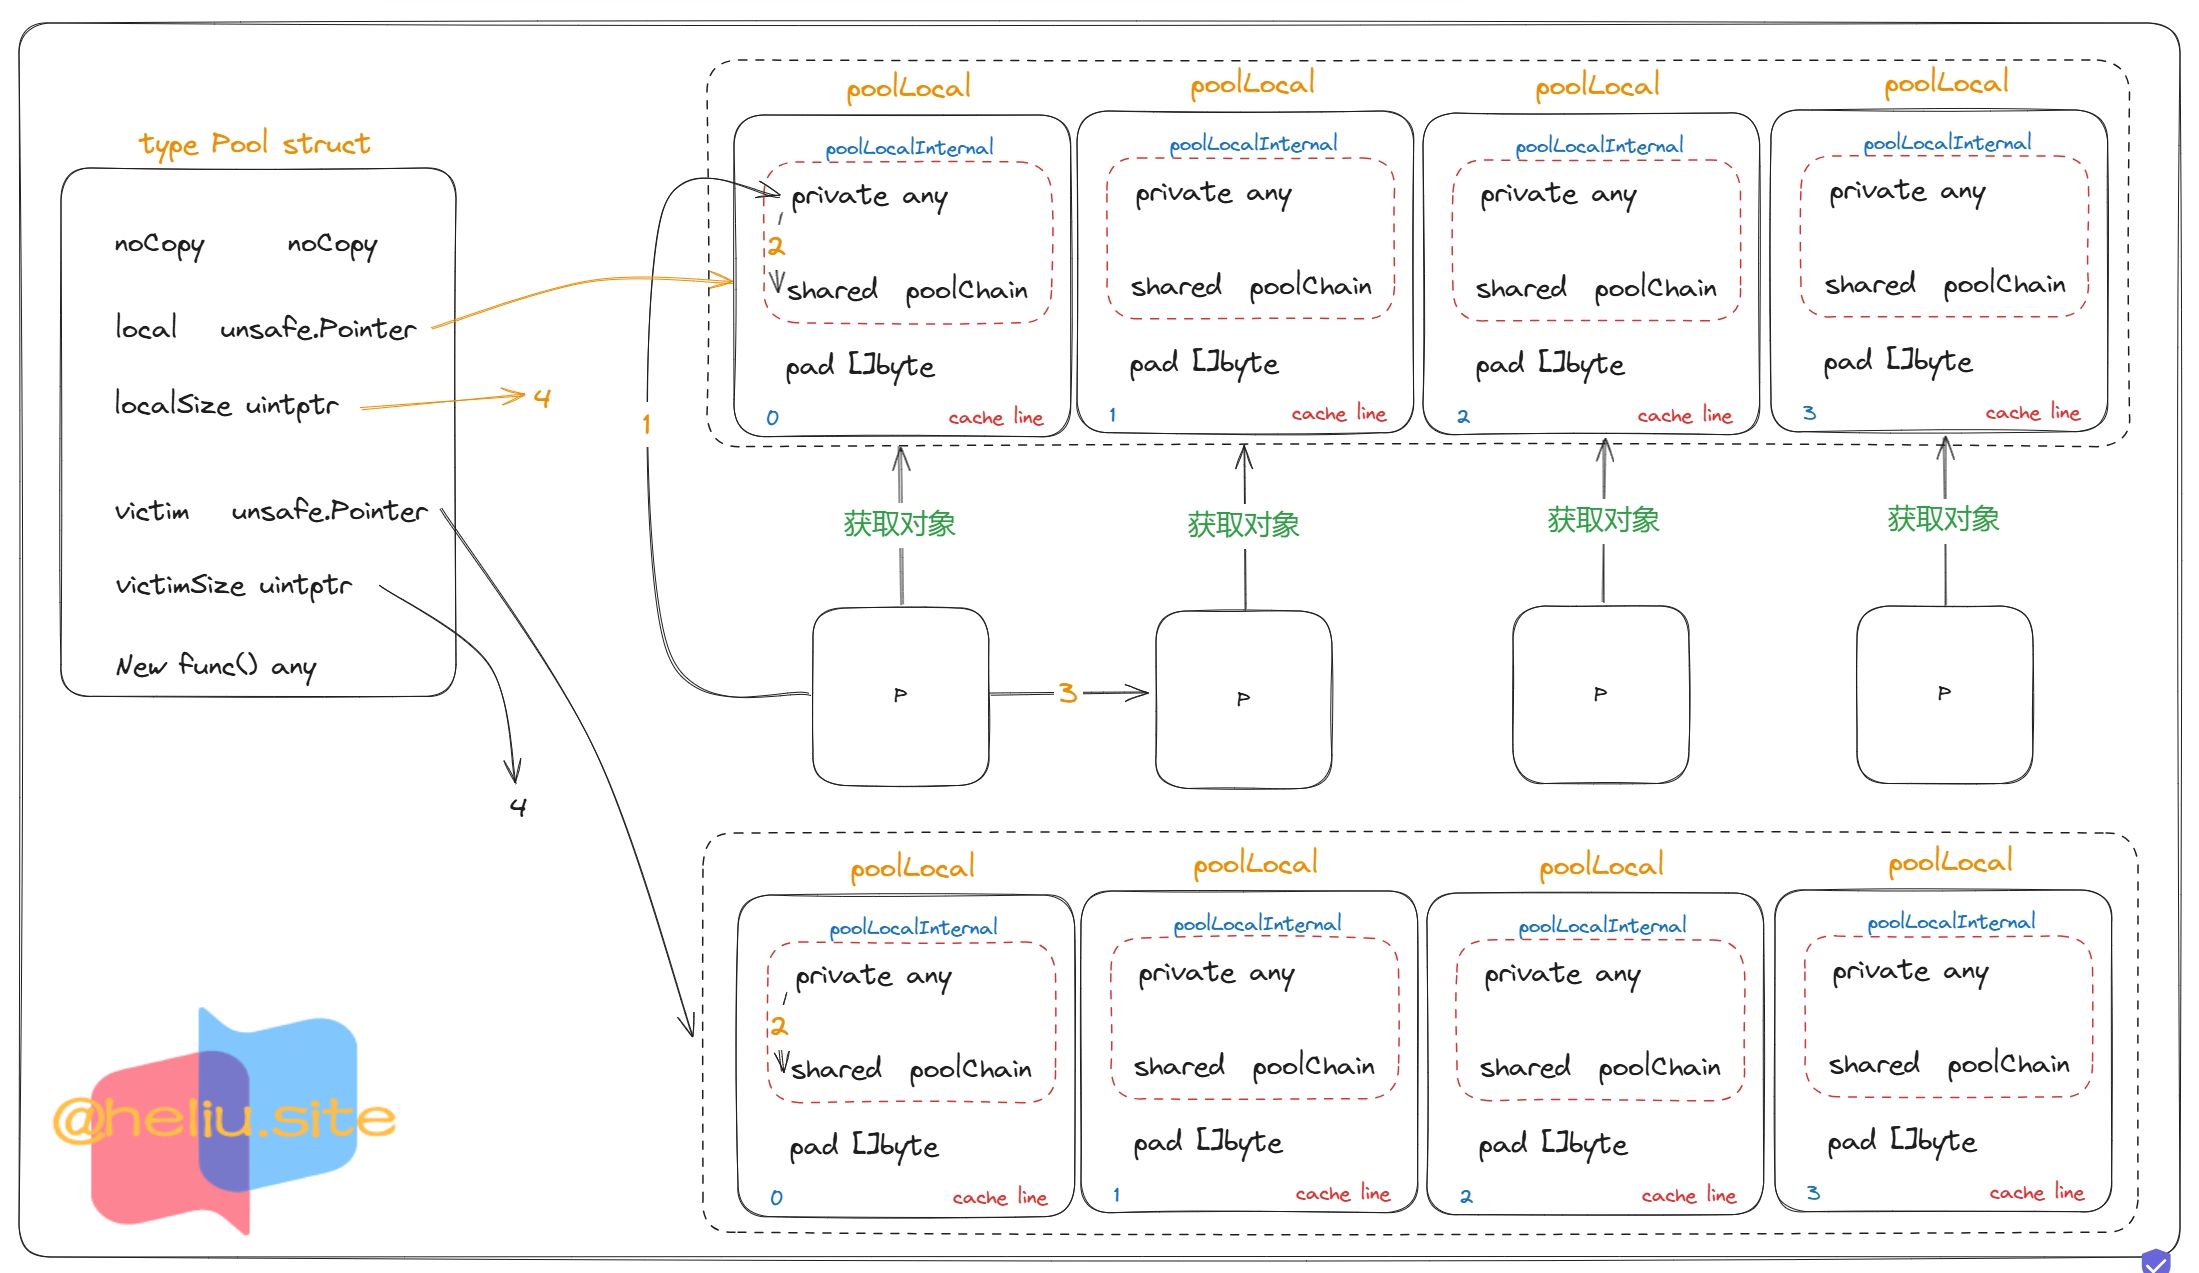 type Pool struct
noCopy noCopy
local unsafe.Pointer
localSize uintptr
4
victim unsafe.Pointer
victimSize uintptr
4
New func() any
poolLocal poolLocal poolLocal poolLocal
poolLocalInternal poolLocalInternal poolLocalInternal poolLocalInternal
private any private any private any private any
2
shared poolChain shared poolChain shared poolChain shared poolChain
pad []byte pad []byte pad []byte pad []byte
0 cache line 1 cache line 2 cache line 3 cache line
1
获取对象 获取对象 获取对象 获取对象
P 3 P P P
poolLocal poolLocal poolLocal poolLocal
poolLocalInternal poolLocalInternal poolLocalInternal poolLocalInternal
private any private any private any private any
2
shared poolChain shared poolChain shared poolChain shared poolChain
pad []byte pad []byte pad []byte pad []byte
0 cache line 1 cache line 2 cache line 3 cache line
@heliu.site